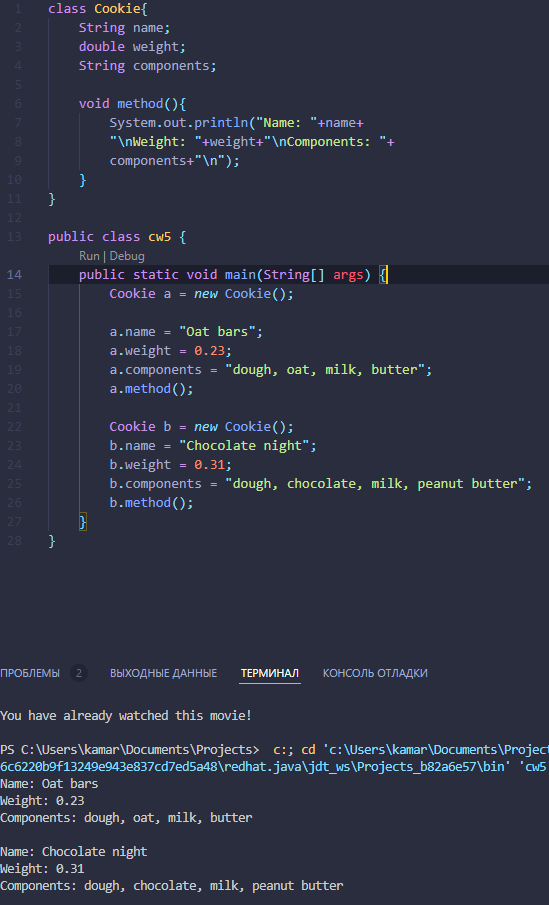 1 class Cookie{
2     String name;
3     double weight;
4     String components;
5
6     void method(){
7         System.out.println("Name: "+name+
8         "\nWeight: "+weight+"\nComponents: "+
9         components+"\n");
10     }
11 }
12
13 public class cw5 {
Run | Debug
14     public static void main(String[] args) {
15         Cookie a = new Cookie();
16
17         a.name = "Oat bars";
18         a.weight = 0.23;
19         a.components = "dough, oat, milk, butter";
20         a.method();
21
22         Cookie b = new Cookie();
23         b.name = "Chocolate night";
24         b.weight = 0.31;
25         b.components = "dough, chocolate, milk, peanut butter";
26         b.method();
27     }
28 }
ПРОБЛЕМЫ 2 ВЫХОДНЫЕ ДАННЫЕ ТЕРМИНАЛ КОНСОЛЬ ОТЛАДКИ
You have already watched this movie!
PS C:\Users\kamar\Documents\Projects>  c:; cd 'c:\Users\kamar\Documents\Project
6c6220b9f13249e943e837cd7ed5a48\redhat.java\jdt_ws\Projects_b82a6e57\bin' 'cw5
Name: Oat bars
Weight: 0.23
Components: dough, oat, milk, butter
Name: Chocolate night
Weight: 0.31
Components: dough, chocolate, milk, peanut butter